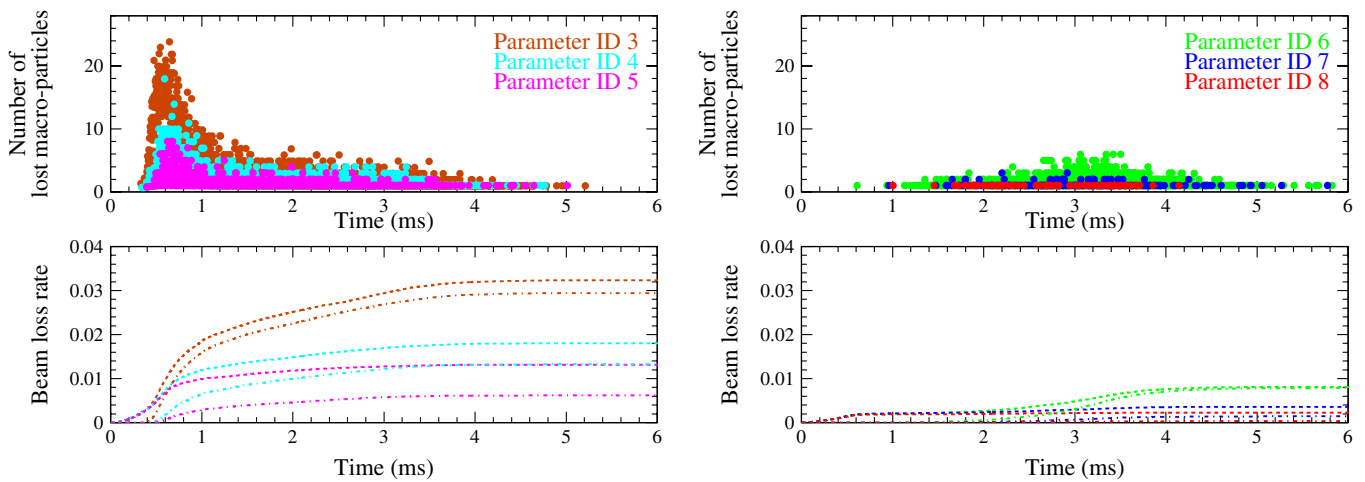 Number of
lost macro-particles
20
10
0
Parameter ID 3
Parameter ID 4
Parameter ID 5
0 1 2 3 4 5 6
Time (ms)
Number of
lost macro-particles
20
10
0
Parameter ID 6
Parameter ID 7
Parameter ID 8
0 1 2 3 4 5 6
Time (ms)
Beam loss rate
0.04
0.03
0.02
0.01
0
0 1 2 3 4 5 6
Time (ms)
Beam loss rate
0.04
0.03
0.02
0.01
0
0 1 2 3 4 5 6
Time (ms)